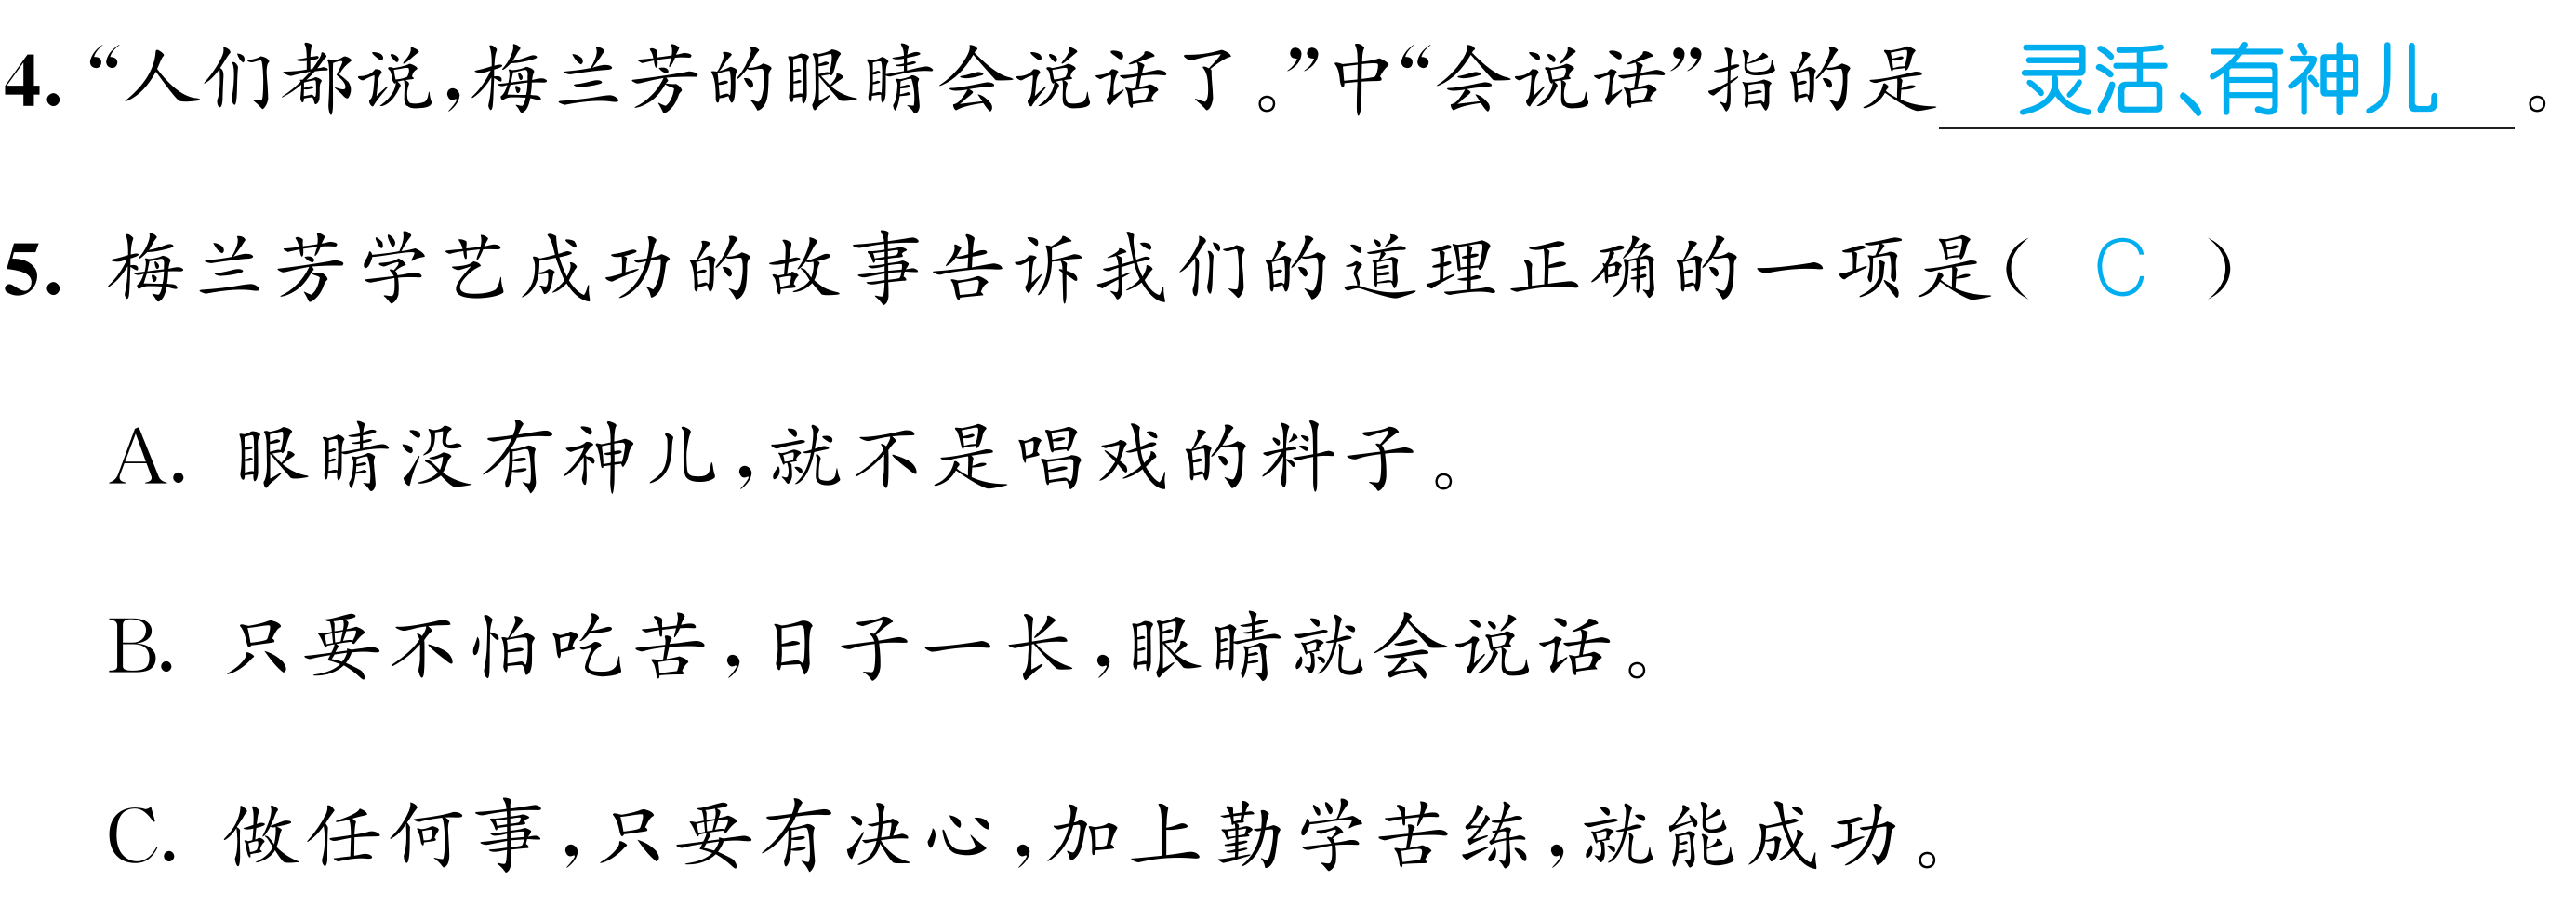 4. “人们都说,梅兰芳的眼睛会说话了。”中“会说话”指的是 灵活、有神儿 。
5. 梅兰芳学艺成功的故事告诉我们的道理正确的一项是( C )
A. 眼睛没有神儿,就不是唱戏的料子。
B. 只要不怕吃苦,日子一长,眼睛就会说话。
C. 做任何事,只要有决心,加上勤学苦练,就能成功。